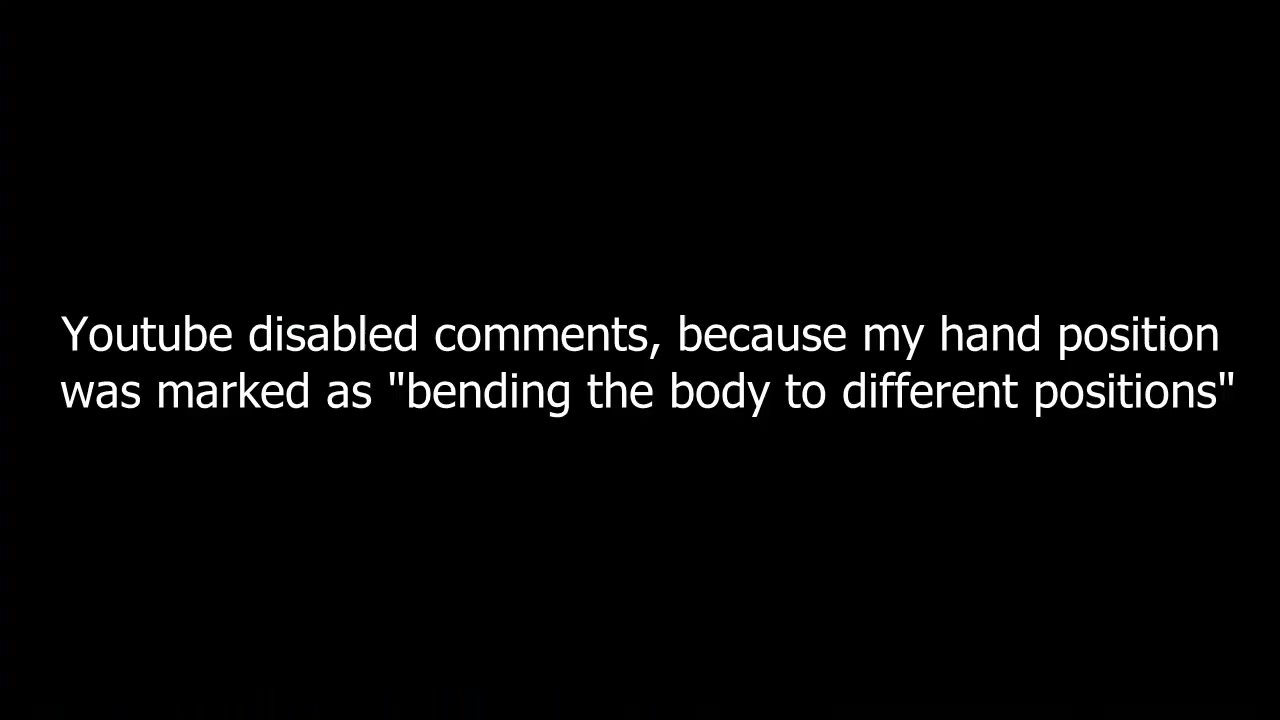 Youtube disabled comments, because my hand position
was marked as "bending the body to different positions"